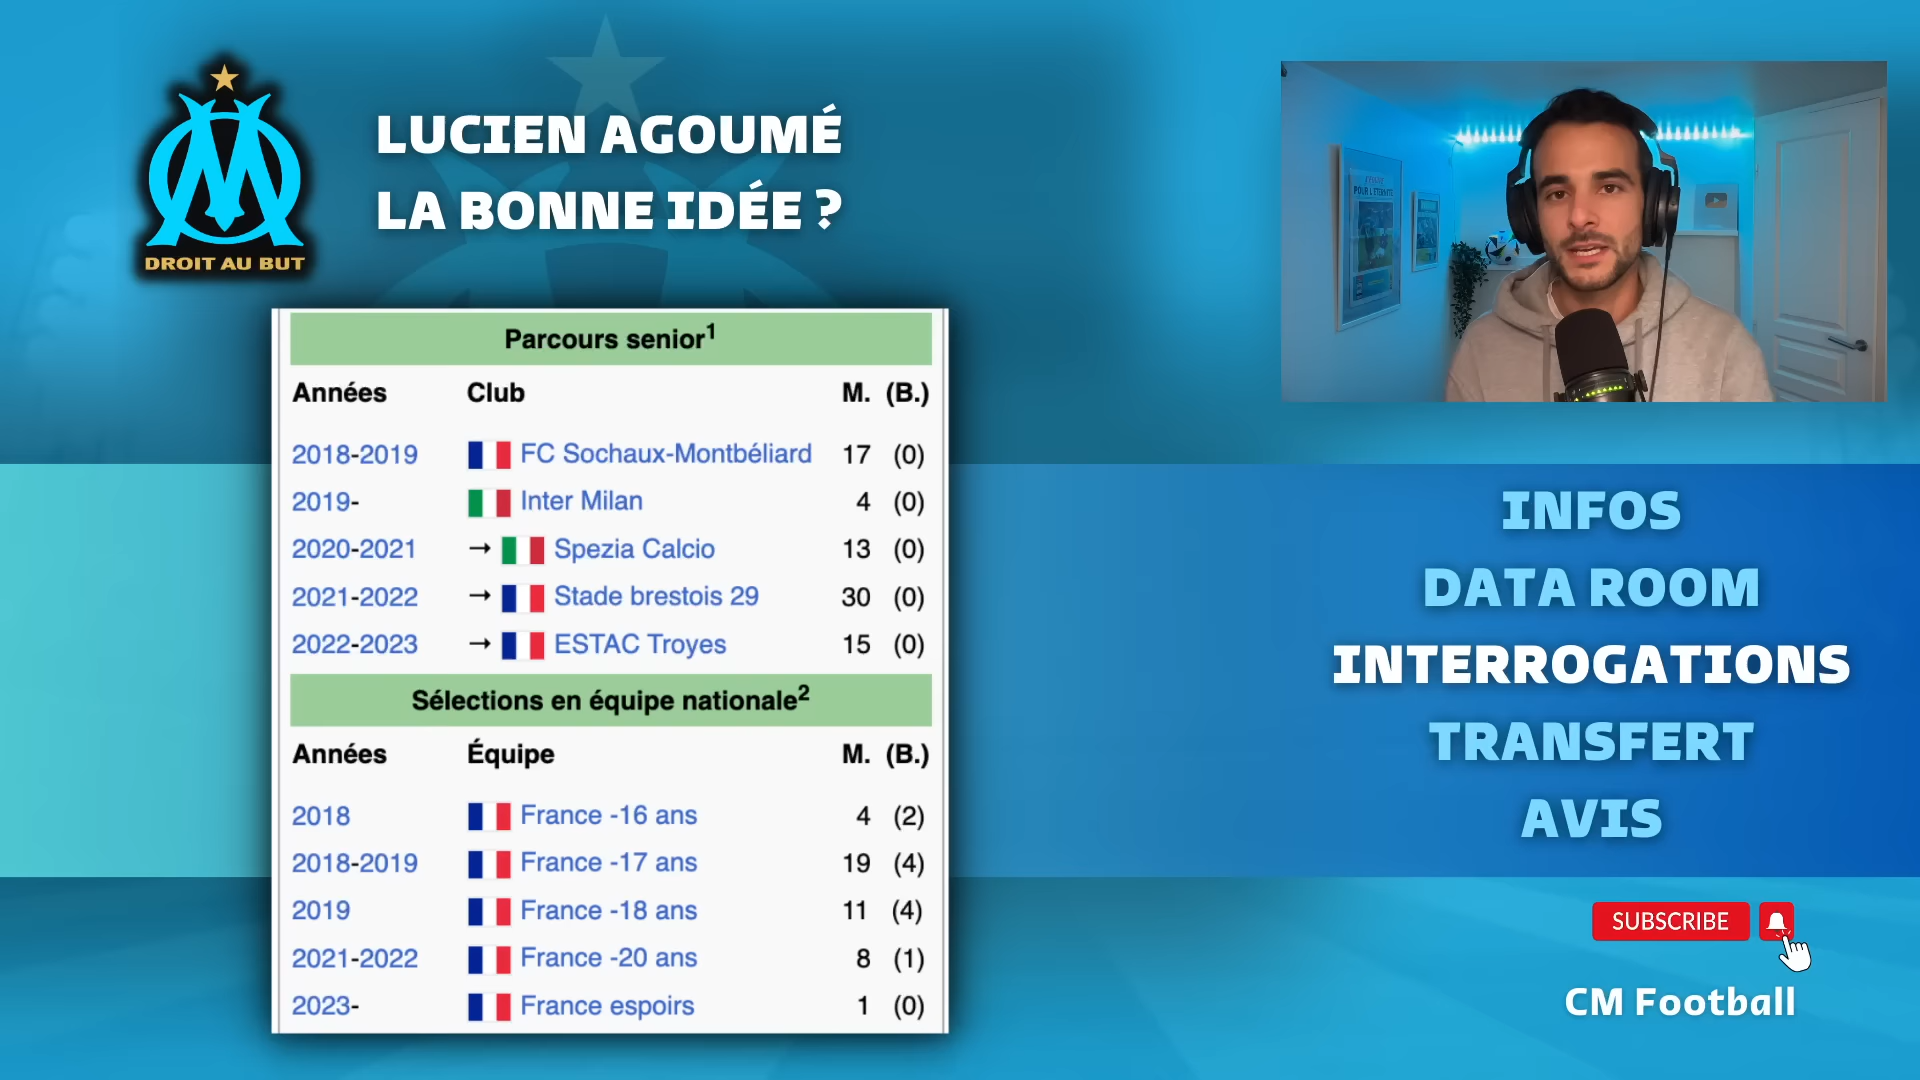 DROIT AU BUT
LUCIEN AGOUMÉ
LA BONNE IDÉE ?
POUR L'ETERNITÉ
Parcours senior¹
Années Club M. (B.)
2018-2019 FC Sochaux-Montbéliard 17 (0)
2019- Inter Milan 4 (0)
2020-2021 → Spezia Calcio 13 (0)
2021-2022 → Stade brestois 29 30 (0)
2022-2023 → ESTAC Troyes 15 (0)
Sélections en équipe nationale²
Années Équipe M. (B.)
2018 France -16 ans 4 (2)
2018-2019 France -17 ans 19 (4)
2019 France -18 ans 11 (4)
2021-2022 France -20 ans 8 (1)
2023- France espoirs 1 (0)
INFOS
DATA ROOM
INTERROGATIONS
TRANSFERT
AVIS
SUBSCRIBE
CM Football